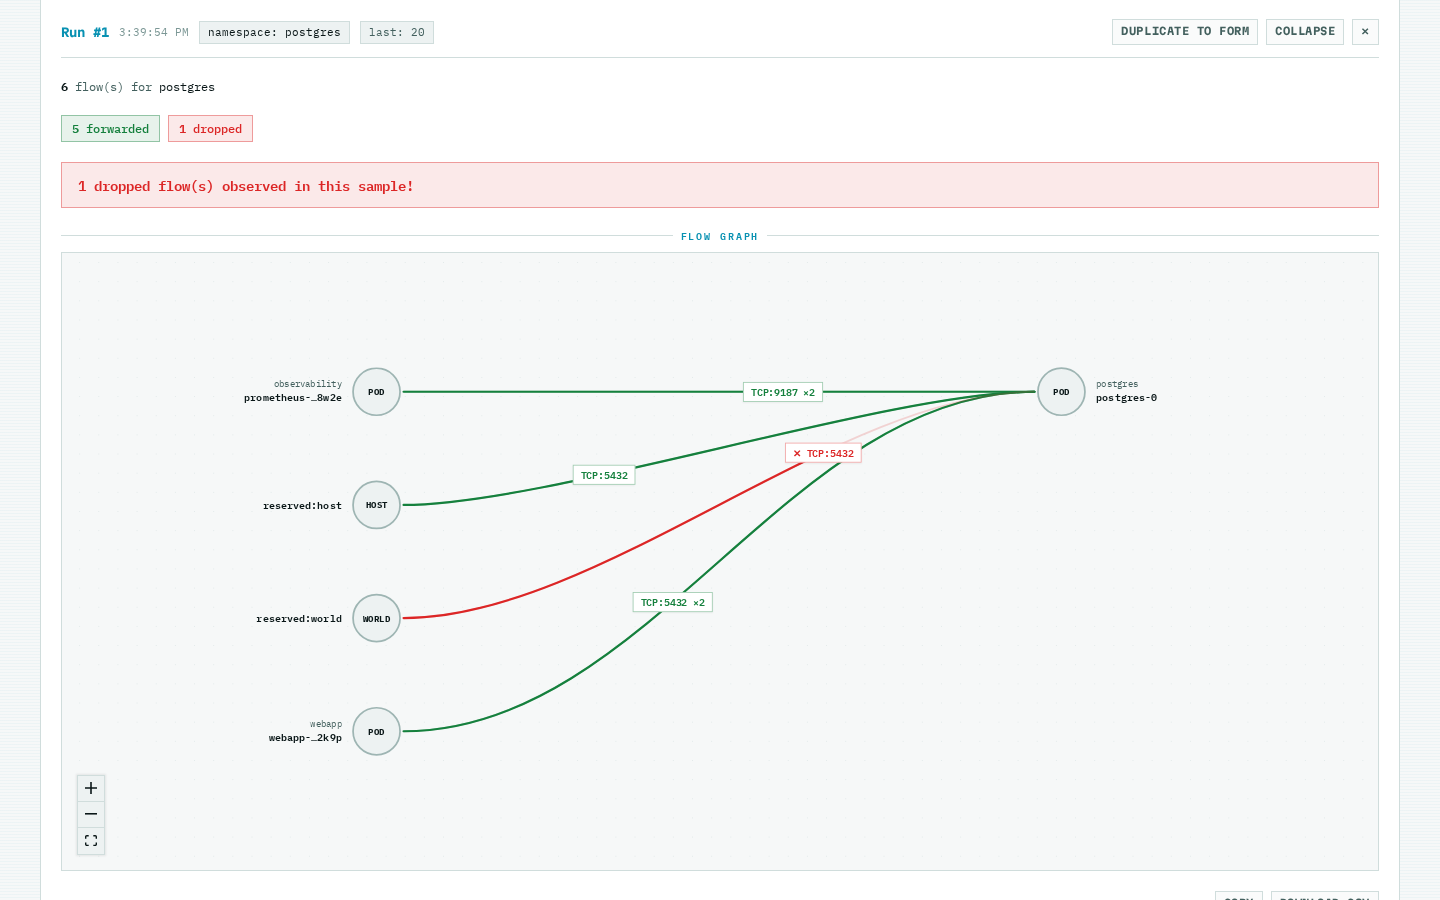 Run #1 3:39:54 PM namespace: postgres last: 20 DUPLICATE TO FORM COLLAPSE ×
6 flow(s) for postgres
5 forwarded 1 dropped
1 dropped flow(s) observed in this sample!
FLOW GRAPH
observability
prometheus-…8w2e
POD
TCP:9187 ×2
POD
postgres
postgres-0
× TCP:5432
TCP:5432
reserved:host
HOST
TCP:5432 ×2
reserved:world
WORLD
webapp
webapp-…2k9p
POD